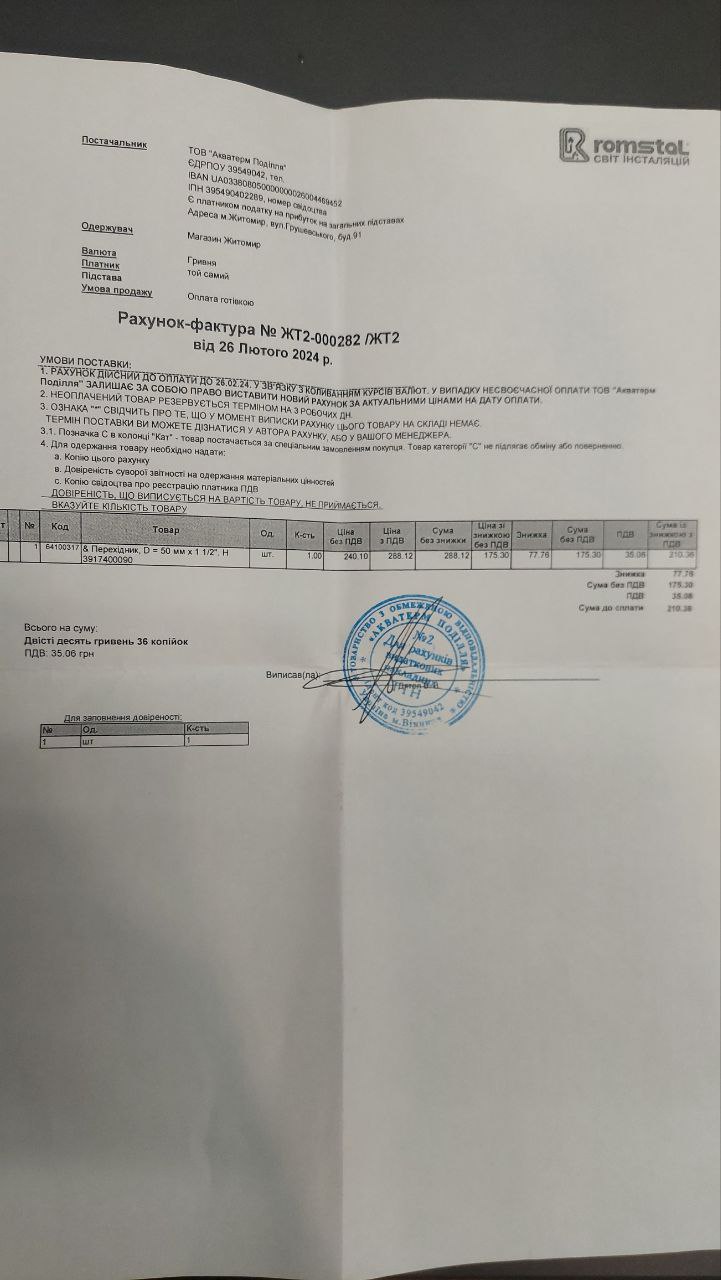 romstal
СВІТ ІНСТАЛЯЦІЙ
Постачальник
ТОВ "Акватерм Поділля"
ЄДРПОУ 39549042, тел.
IBAN UA033808050000000026004469452
ІПН 395490402289, номер свідоцтва
Є платником податку на прибуток на загальних підставах
Адреса м.Житомир, вул.Грушевського, буд.91
Одержувач Магазин Житомир
Валюта Гривня
Платник той самий
Підстава
Умова продажу Оплата готівкою
Рахунок-фактура № ЖТ2-000282 /ЖТ2
від 26 Лютого 2024 р.
УМОВИ ПОСТАВКИ:
1. РАХУНОК ДІЙСНИЙ ДО ОПЛАТИ ДО 26.02.24. У ЗВ'ЯЗКУ З КОЛИВАННЯМ КУРСІВ ВАЛЮТ. У ВИПАДКУ НЕСВОЄЧАСНОЇ ОПЛАТИ ТОВ "Акватерм
Поділля" ЗАЛИШАЄ ЗА СОБОЮ ПРАВО ВИСТАВИТИ НОВИЙ РАХУНОК ЗА АКТУАЛЬНИМИ ЦІНАМИ НА ДАТУ ОПЛАТИ.
2. НЕОПЛАЧЕНИЙ ТОВАР РЕЗЕРВУЄТЬСЯ ТЕРМІНОМ НА 3 РОБОЧИХ ДН.
3. ОЗНАКА "*" СВІДЧИТЬ ПРО ТЕ, ЩО У МОМЕНТ ВИПИСКИ РАХУНКУ ЦЬОГО ТОВАРУ НА СКЛАДІ НЕМАЄ.
ТЕРМІН ПОСТАВКИ ВИ МОЖЕТЕ ДІЗНАТИСЯ У АВТОРА РАХУНКУ, АБО У ВАШОГО МЕНЕДЖЕРА.
3.1. Позначка С в колонці "Кат" - товар постачається за спеціальним замовленням покупця. Товар категорії "С" не підлягає обміну або поверненню.
4. Для одержання товару необхідно надати:
а. Копію цього рахунку
в. Довіреність суворої звітності на одержання матеріальних цінностей
с. Копію свідоцтва про реєстрацію платника ПДВ
ДОВІРЕНІСТЬ, ЩО ВИПИСУЄТЬСЯ НА ВАРТІСТЬ ТОВАРУ, НЕ ПРИЙМАЄТЬСЯ.
ВКАЗУЙТЕ КІЛЬКІСТЬ ТОВАРУ
т № Код Товар Од. К-сть Ціна без ПДВ Ціна з ПДВ Сума без знижки Ціна зі знижкою без ПДВ Знижка Сума без ПДВ ПДВ Сума із знижкою з ПДВ
1 64100317 & Перехідник, D = 50 мм x 1 1/2", Н шт. 1.00 240.10 288.12 288.12 175.30 77.76 175.30 35.06 210.36
3917400090
Знижка 77.76
Сума без ПДВ 175.30
ПДВ: 35.06
Сума до сплати 210.36
Всього на суму:
Двісті десять гривень 36 копійок
ПДВ: 35.06 грн
Виписав(ла):
ТОВАРИСТВО З ОБМЕЖЕНОЮ ВІДПОВІДАЛЬНІСТЮ
«АКВАТЕРМ ПОДІЛЛЯ»
№2
Для рахунків
видаткових
накладних
код 39549042
Україна м.Вінниця
Для заповнення довіреності:
№ Од. К-сть
1 шт 1